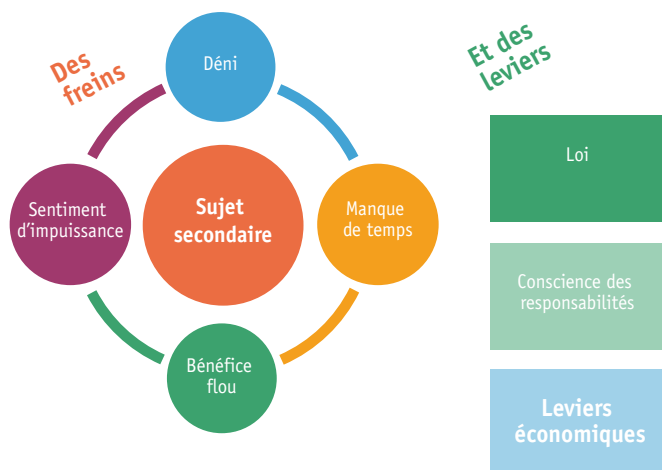 Des
freins
Déni
Sentiment
d'impuissance
Sujet
secondaire
Manque
de temps
Bénéfice
flou
Et des
leviers
Loi
Conscience des
responsabilités
Leviers
économiques